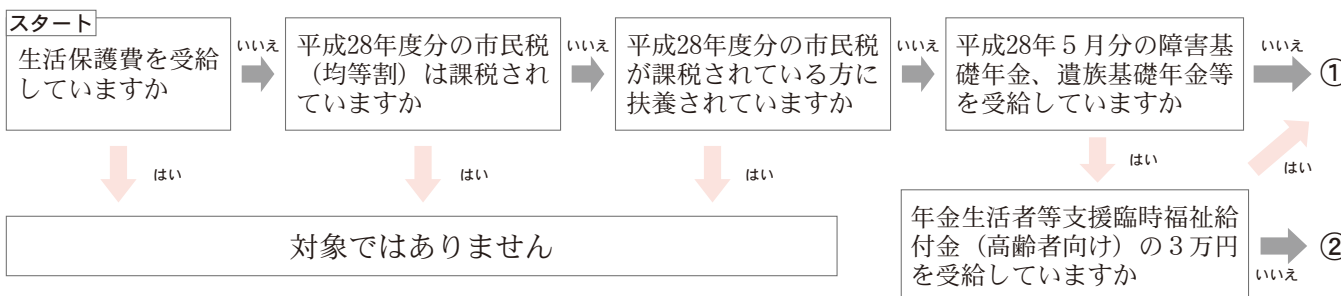 スタート
生活保護費を受給
していますか
いいえ
平成28年度分の市民税
（均等割）は課税され
ていますか
いいえ
平成28年度分の市民税
が課税されている方に
扶養されていますか
いいえ
平成28年５月分の障害基
礎年金、遺族基礎年金等
を受給していますか
いいえ
①
はい
はい
はい
はい
はい
対象ではありません
年金生活者等支援臨時福祉給
付金（高齢者向け）の３万円
を受給していますか
いいえ
②